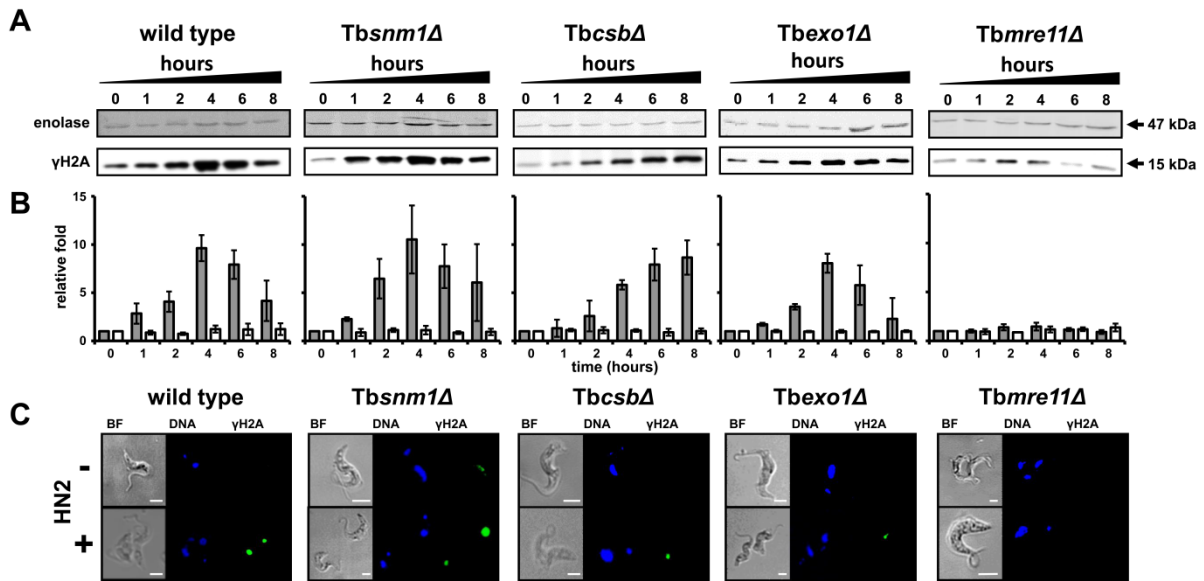 A
wild type Tbsnm1Δ TbcsbΔ Tbexo1Δ Tbmre11Δ
hours hours hours hours hours
0 1 2 4 6 8 0 1 2 4 6 8 0 1 2 4 6 8 0 1 2 4 6 8 0 1 2 4 6 8
enolase 47 kDa
γH2A 15 kDa
B
15
10
5
0
relative fold
0 1 2 4 6 8 0 1 2 4 6 8 0 1 2 4 6 8 0 1 2 4 6 8 0 1 2 4 6 8
time (hours)
C
wild type Tbsnm1Δ TbcsbΔ Tbexo1Δ Tbmre11Δ
BF DNA γH2A BF DNA γH2A BF DNA γH2A BF DNA γH2A BF DNA γH2A
HN2
-
+